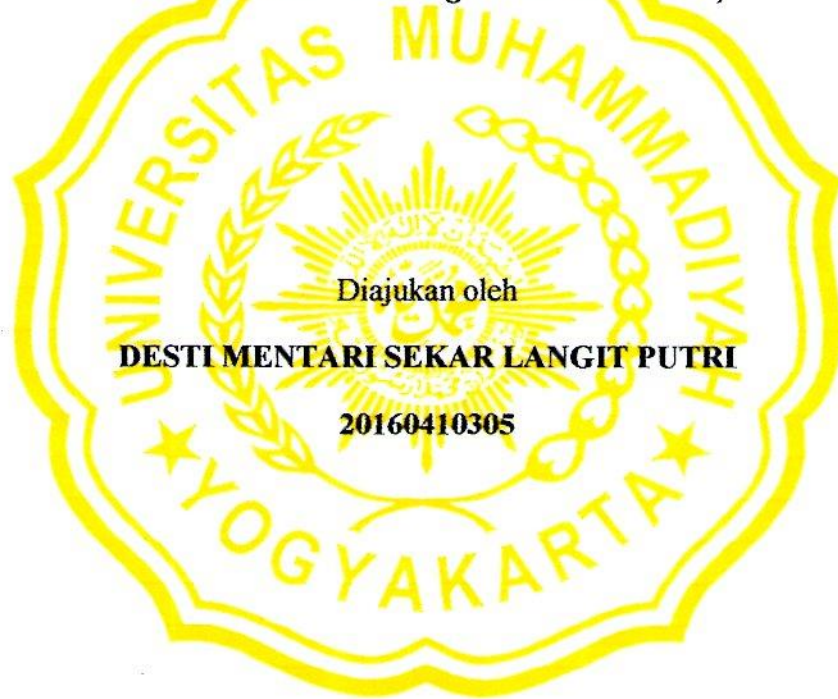 UNIVERSITAS MUHAMMADIYAH
Diajukan oleh
DESTI MENTARI SEKAR LANGIT PUTRI
20160410305
YOGYAKARTA